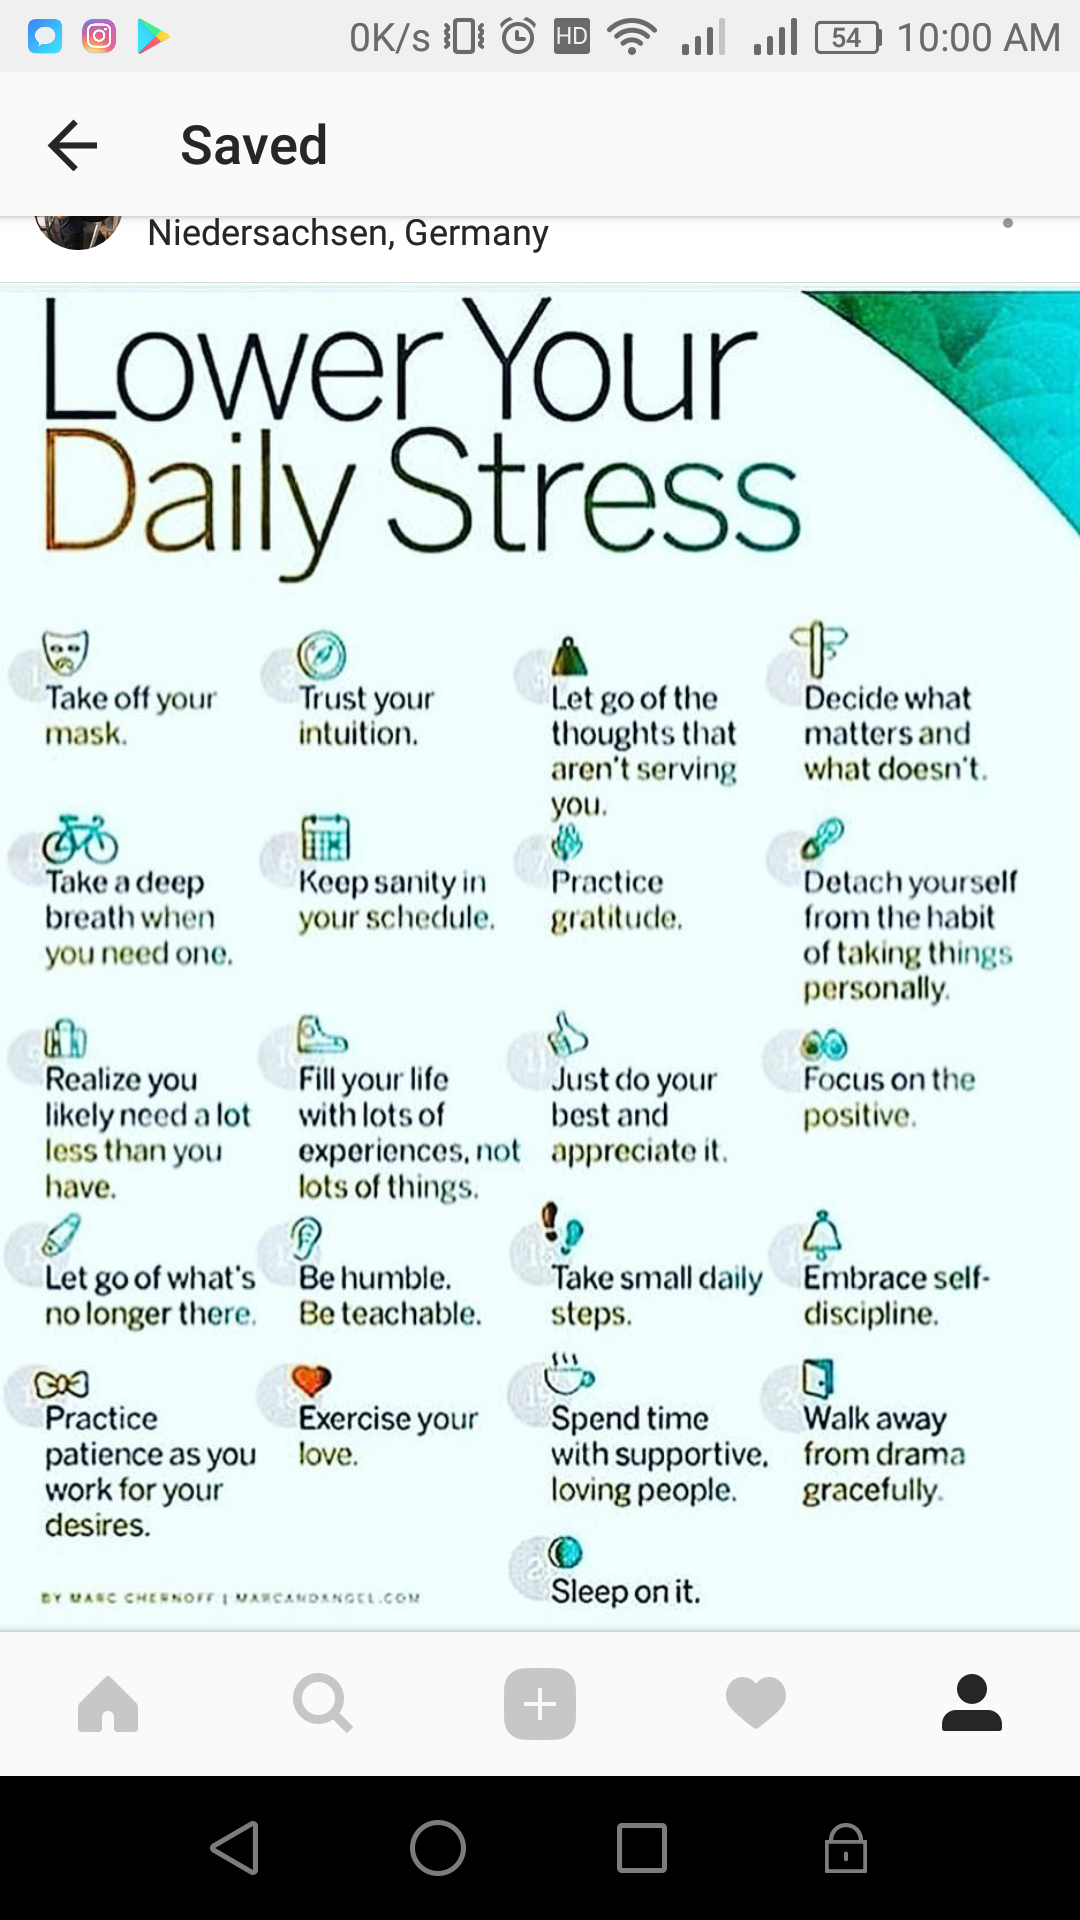 0K/s HD 54 10:00 AM
Saved
Niedersachsen, Germany
Lower Your
Daily Stress
Take off your
mask.
Trust your
intuition.
Let go of the
thoughts that
aren't serving
you.
Decide what
matters and
what doesn't.
Take a deep
breath when
you need one.
Keep sanity in
your schedule.
Practice
gratitude.
Detach yourself
from the habit
of taking things
personally.
Realize you
likely need a lot
less than you
have.
Fill your life
with lots of
experiences, not
lots of things.
Just do your
best and
appreciate it.
Focus on the
positive.
Let go of what's
no longer there.
Be humble.
Be teachable.
Take small daily
steps.
Embrace self-
discipline.
Practice
patience as you
work for your
desires.
Exercise your
love.
Spend time
with supportive,
loving people.
Walk away
from drama
gracefully.
Sleep on it.
BY MARC CHERNOFF | MARCANDANGEL.COM